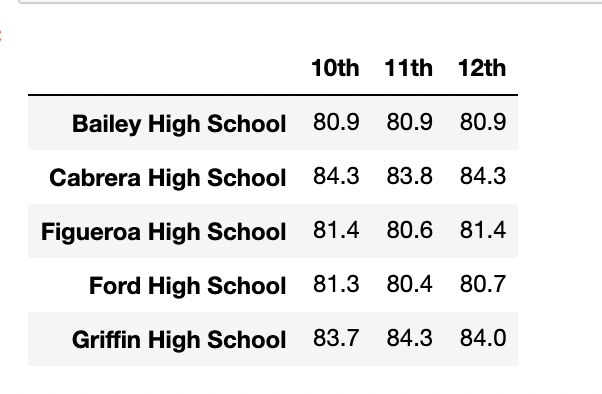 10th 11th 12th
Bailey High School 80.9 80.9 80.9
Cabrera High School 84.3 83.8 84.3
Figueroa High School 81.4 80.6 81.4
Ford High School 81.3 80.4 80.7
Griffin High School 83.7 84.3 84.0